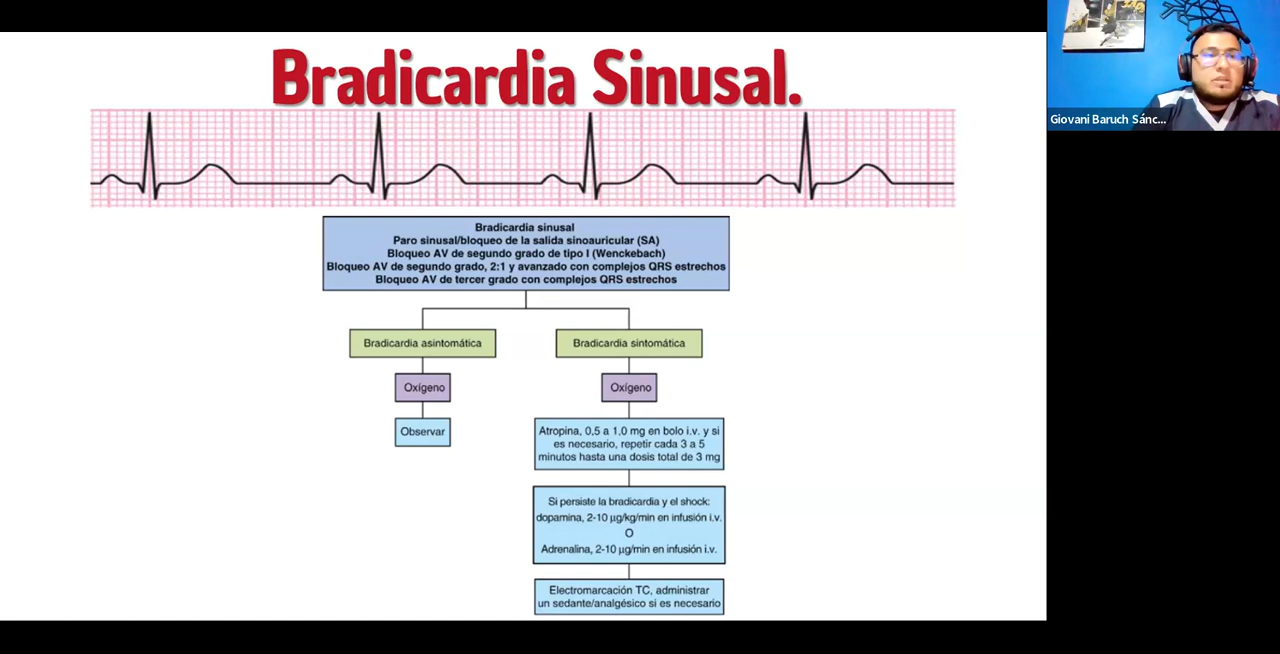 Bradicardia Sinusal.
Giovani Baruch Sánc...
Bradicardia sinusal
Paro sinusal/bloqueo de la salida sinoauricular (SA)
Bloqueo AV de segundo grado de tipo I (Wenckebach)
Bloqueo AV de segundo grado, 2:1 y avanzado con complejos QRS estrechos
Bloqueo AV de tercer grado con complejos QRS estrechos
Bradicardia asintomática
Bradicardia sintomática
Oxígeno
Oxígeno
Observar
Atropina, 0,5 a 1,0 mg en bolo i.v. y si
es necesario, repetir cada 3 a 5
minutos hasta una dosis total de 3 mg
Si persiste la bradicardia y el shock:
dopamina, 2-10 µg/kg/min en infusión i.v.
O
Adrenalina, 2-10 µg/min en infusión i.v.
Electromarcación TC, administrar
un sedante/analgésico si es necesario